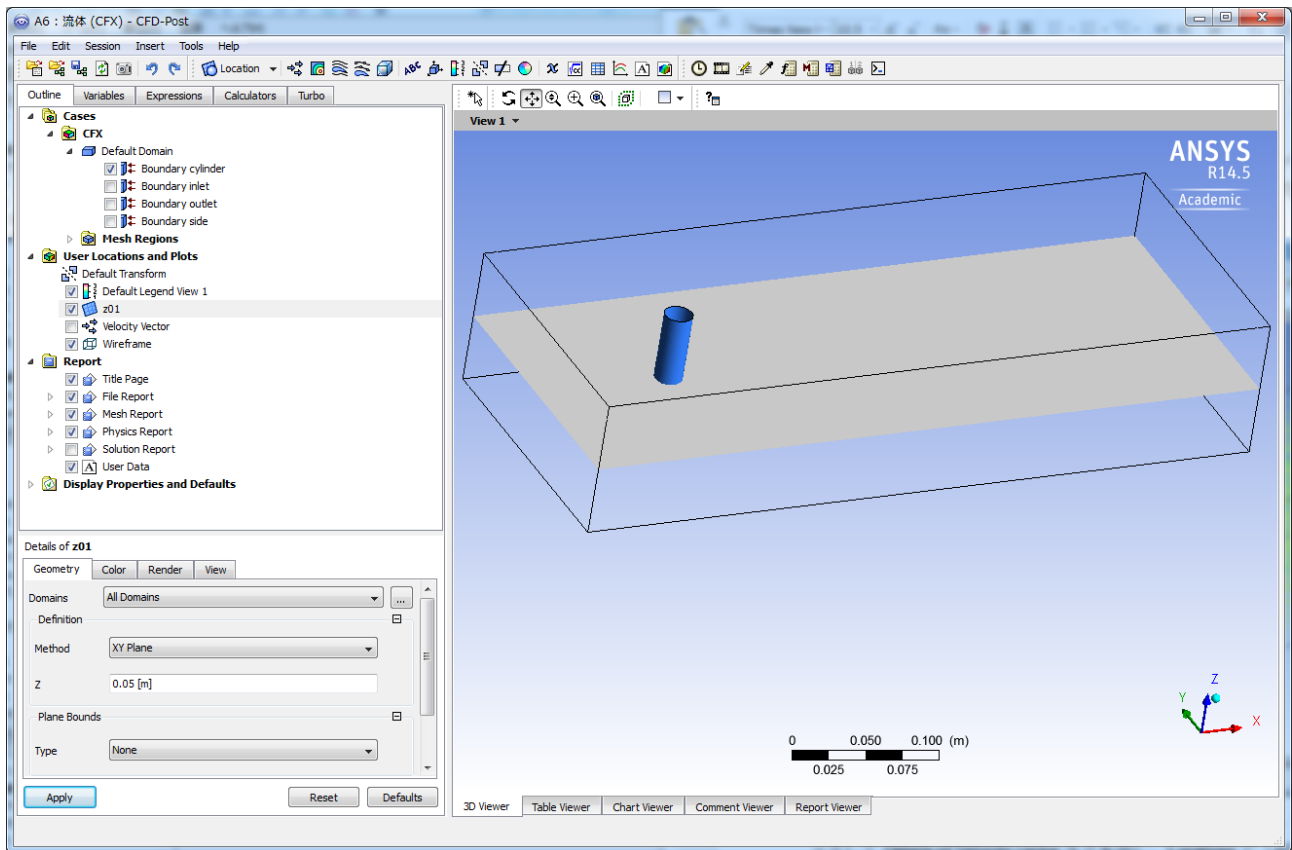 A6 : 流体 (CFX) - CFD-Post
File Edit Session Insert Tools Help
Location
Outline Variables Expressions Calculators Turbo
Cases
CFX
Default Domain
Boundary cylinder
Boundary inlet
Boundary outlet
Boundary side
Mesh Regions
User Locations and Plots
Default Transform
Default Legend View 1
z01
Velocity Vector
Wireframe
Report
Title Page
File Report
Mesh Report
Physics Report
Solution Report
User Data
Display Properties and Defaults
Details of z01
Geometry Color Render View
Domains All Domains ...
Definition
Method XY Plane
Z 0.05 [m]
Plane Bounds
Type None
Apply Reset Defaults
View 1
ANSYS
R14.5
Academic
Z
Y
X
0 0.050 0.100 (m)
0.025 0.075
3D Viewer Table Viewer Chart Viewer Comment Viewer Report Viewer